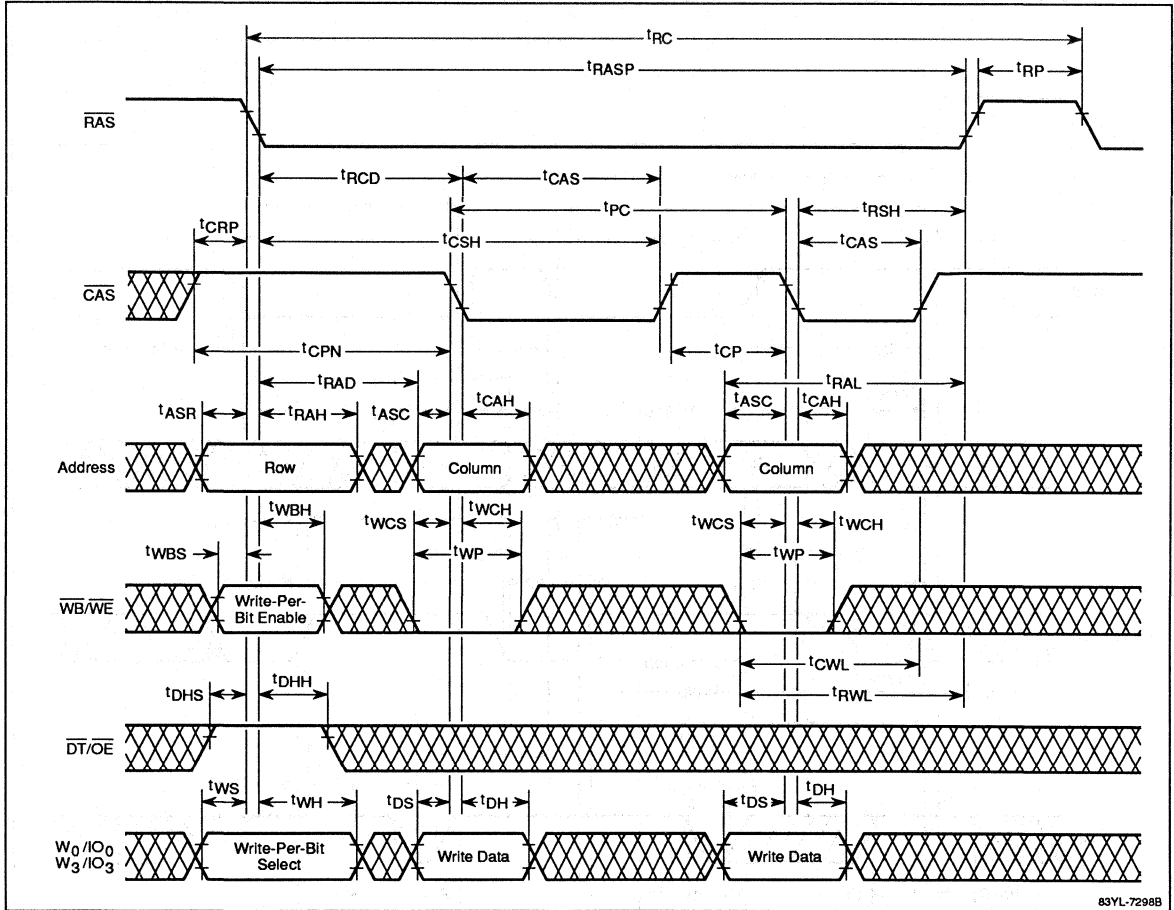 tRC
tRASP
tRP
RAS
tRCD
tCAS
tPC
tRSH
tCRP
tCSH
tCAS
CAS
tCPN
tCP
tRAD
tRAL
tASR
tRAH
tASC
tCAH
tASC
tCAH
Address
Row
Column
Column
tWBH
tWCS
tWCH
tWCS
tWCH
tWBS
tWP
tWP
WB/WE
Write-Per-
Bit Enable
tCWL
tDHS
tDHH
tRWL
DT/OE
tWS
tWH
tDS
tDH
tDS
tDH
W0/IO0
W3/IO3
Write-Per-Bit
Select
Write Data
Write Data
83YL-7298B